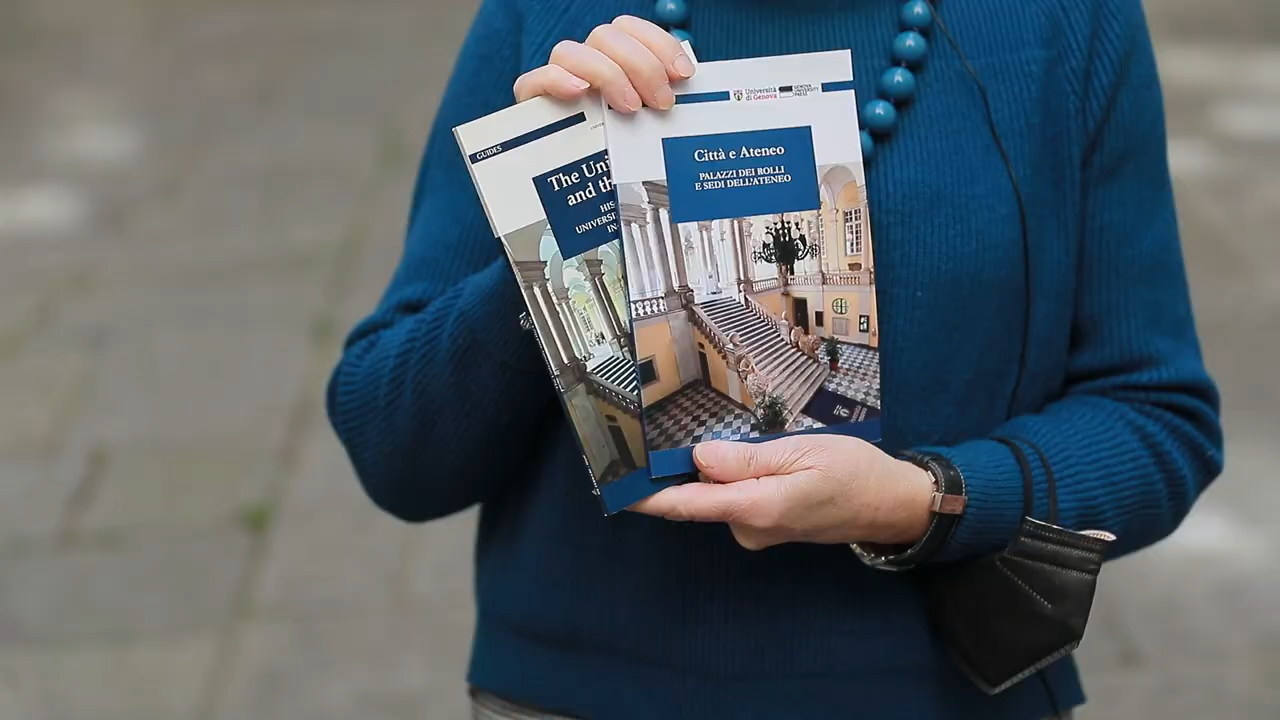 GUIDES
The Uni
and th
HIS
UNIVERSI
IN
Università
di Genova
GENOVA
UNIVERSITY
PRESS
Città e Ateneo
PALAZZI DEI ROLLI
E SEDI DELL'ATENEO